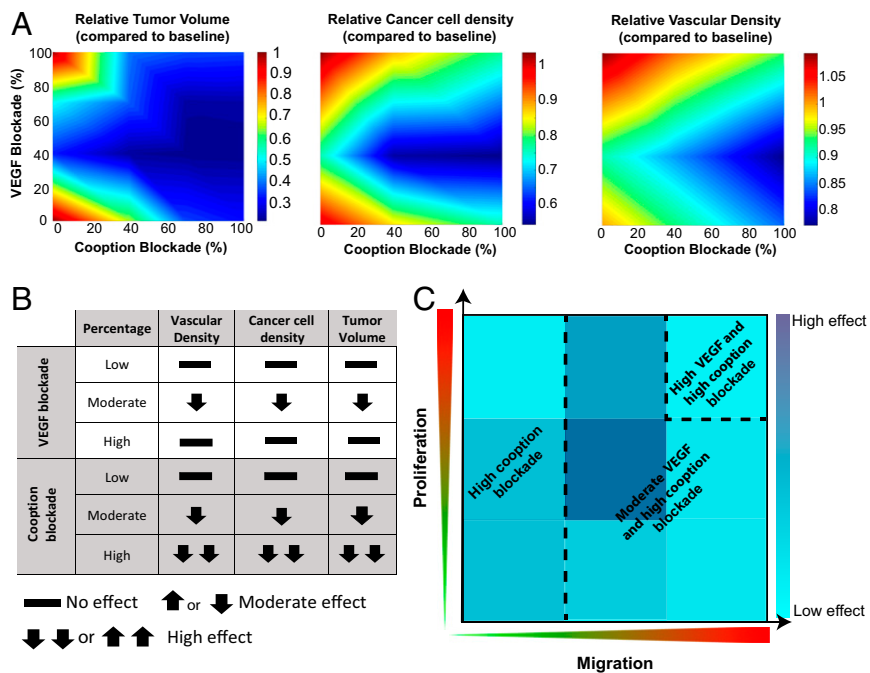 A
Relative Tumor Volume
(compared to baseline)
Relative Cancer cell density
(compared to baseline)
Relative Vascular Density
(compared to baseline)
VEGF Blockade (%)
100
80
60
40
20
0
0 20 40 60 80 100
1
0.9
0.8
0.7
0.6
0.5
0.4
0.3
0 20 40 60 80 100
1
0.9
0.8
0.7
0.6
0 20 40 60 80 100
1.05
1
0.95
0.9
0.85
0.8
Cooption Blockade (%)
Cooption Blockade (%)
Cooption Blockade (%)
B
Percentage
Vascular
Density
Cancer cell
density
Tumor
Volume
VEGF blockade
Low
Moderate
High
Cooption
blockade
Low
Moderate
High
No effect
or
Moderate effect
or
High effect
C
Proliferation
Migration
High cooption
blockade
Moderate VEGF
and high cooption
blockade
High VEGF and
high cooption
blockade
High effect
Low effect